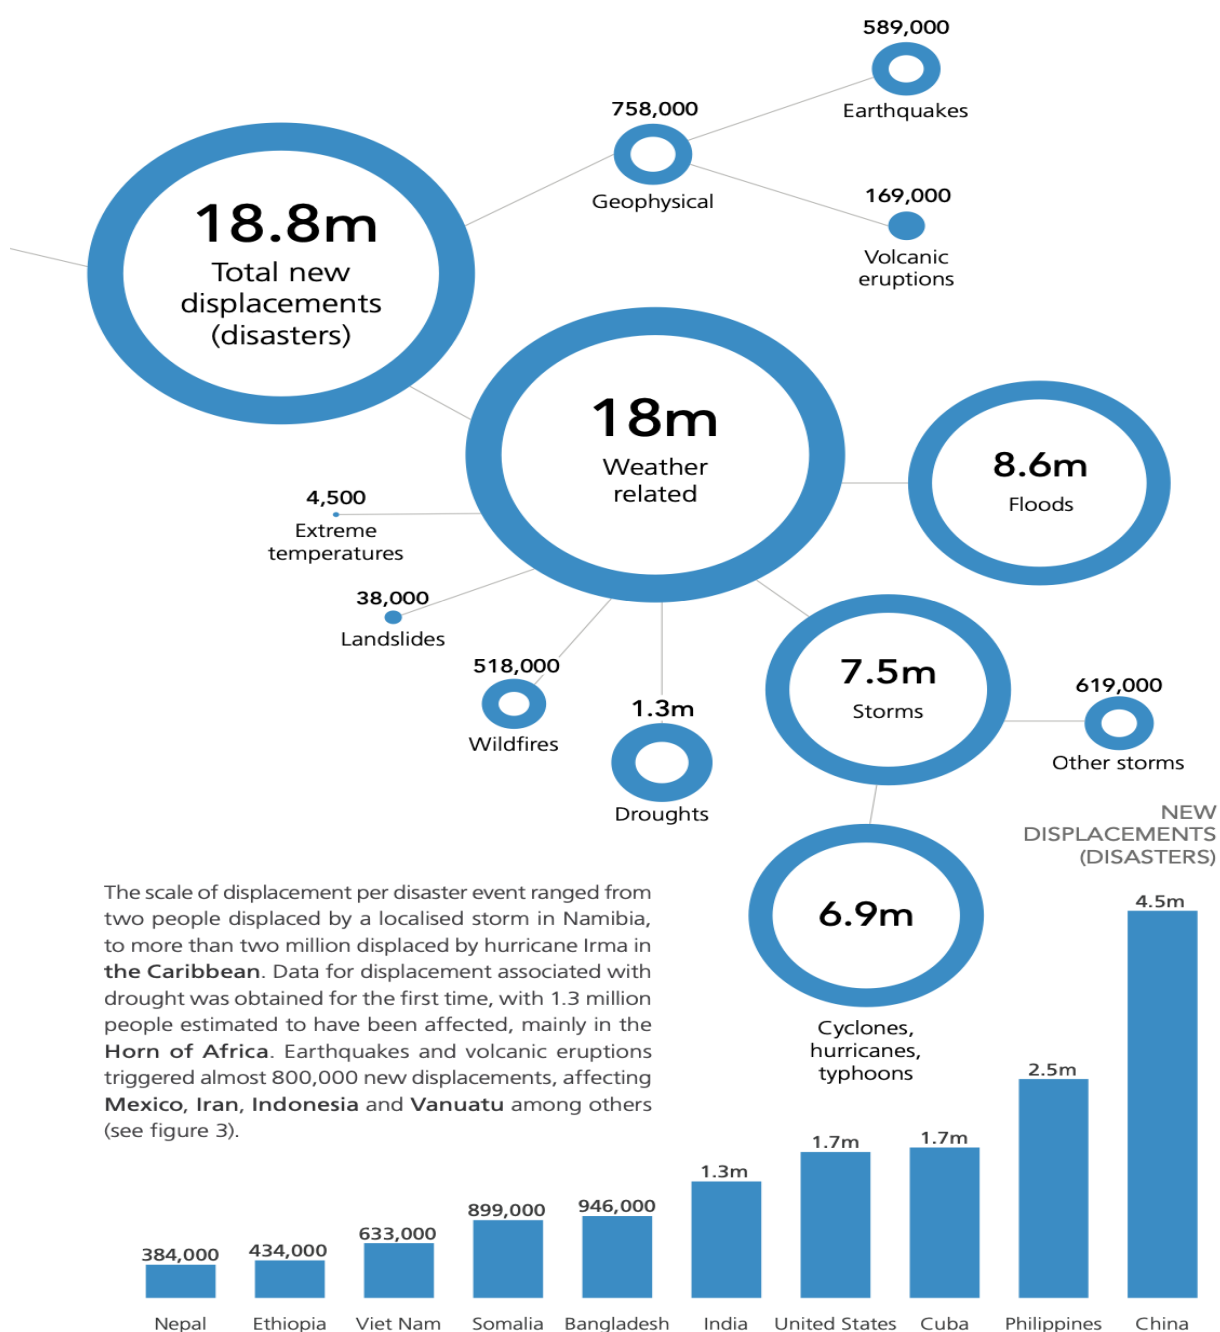 589,000
Earthquakes
758,000
Geophysical
169,000
Volcanic
eruptions
18.8m
Total new
displacements
(disasters)
18m
Weather
related
8.6m
Floods
4,500
Extreme
temperatures
38,000
Landslides
518,000
Wildfires
1.3m
Droughts
7.5m
Storms
619,000
Other storms
6.9m
Cyclones,
hurricanes,
typhoons
The scale of displacement per disaster event ranged from
two people displaced by a localised storm in Namibia,
to more than two million displaced by hurricane Irma in
the Caribbean. Data for displacement associated with
drought was obtained for the first time, with 1.3 million
people estimated to have been affected, mainly in the
Horn of Africa. Earthquakes and volcanic eruptions
triggered almost 800,000 new displacements, affecting
Mexico, Iran, Indonesia and Vanuatu among others
(see figure 3).
NEW
DISPLACEMENTS
(DISASTERS)
384,000
434,000
633,000
899,000
946,000
1.3m
1.7m
1.7m
2.5m
4.5m
Nepal
Ethiopia
Viet Nam
Somalia
Bangladesh
India
United States
Cuba
Philippines
China